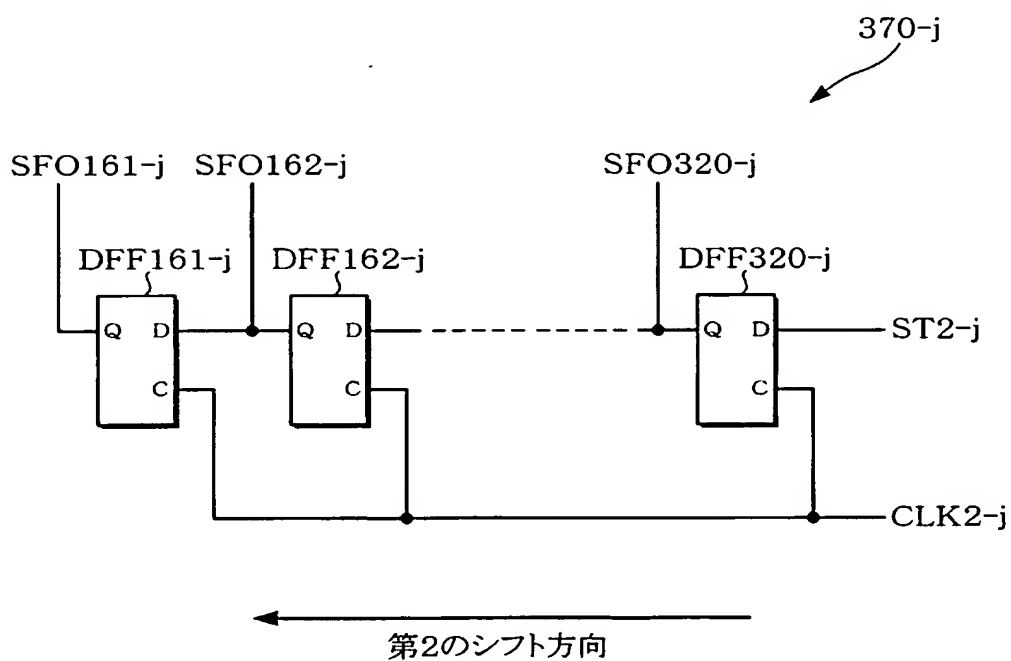 370-j
SFO161-j SFO162-j SFO320-j
DFF161-j DFF162-j DFF320-j
Q D Q D Q D ST2-j
C C C
CLK2-j
第2のシフト方向